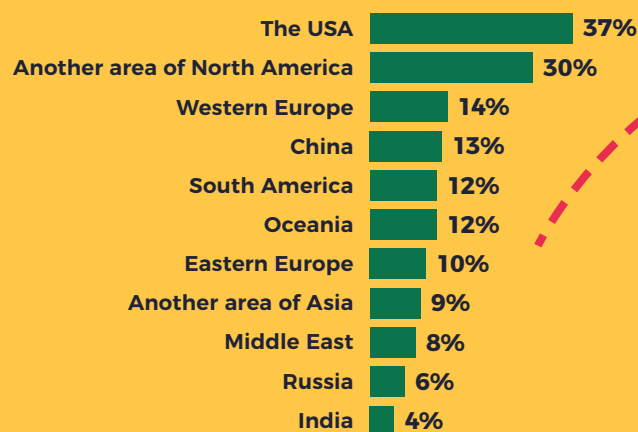 The USA 37%
Another area of North America 30%
Western Europe 14%
China 13%
South America 12%
Oceania 12%
Eastern Europe 10%
Another area of Asia 9%
Middle East 8%
Russia 6%
India 4%